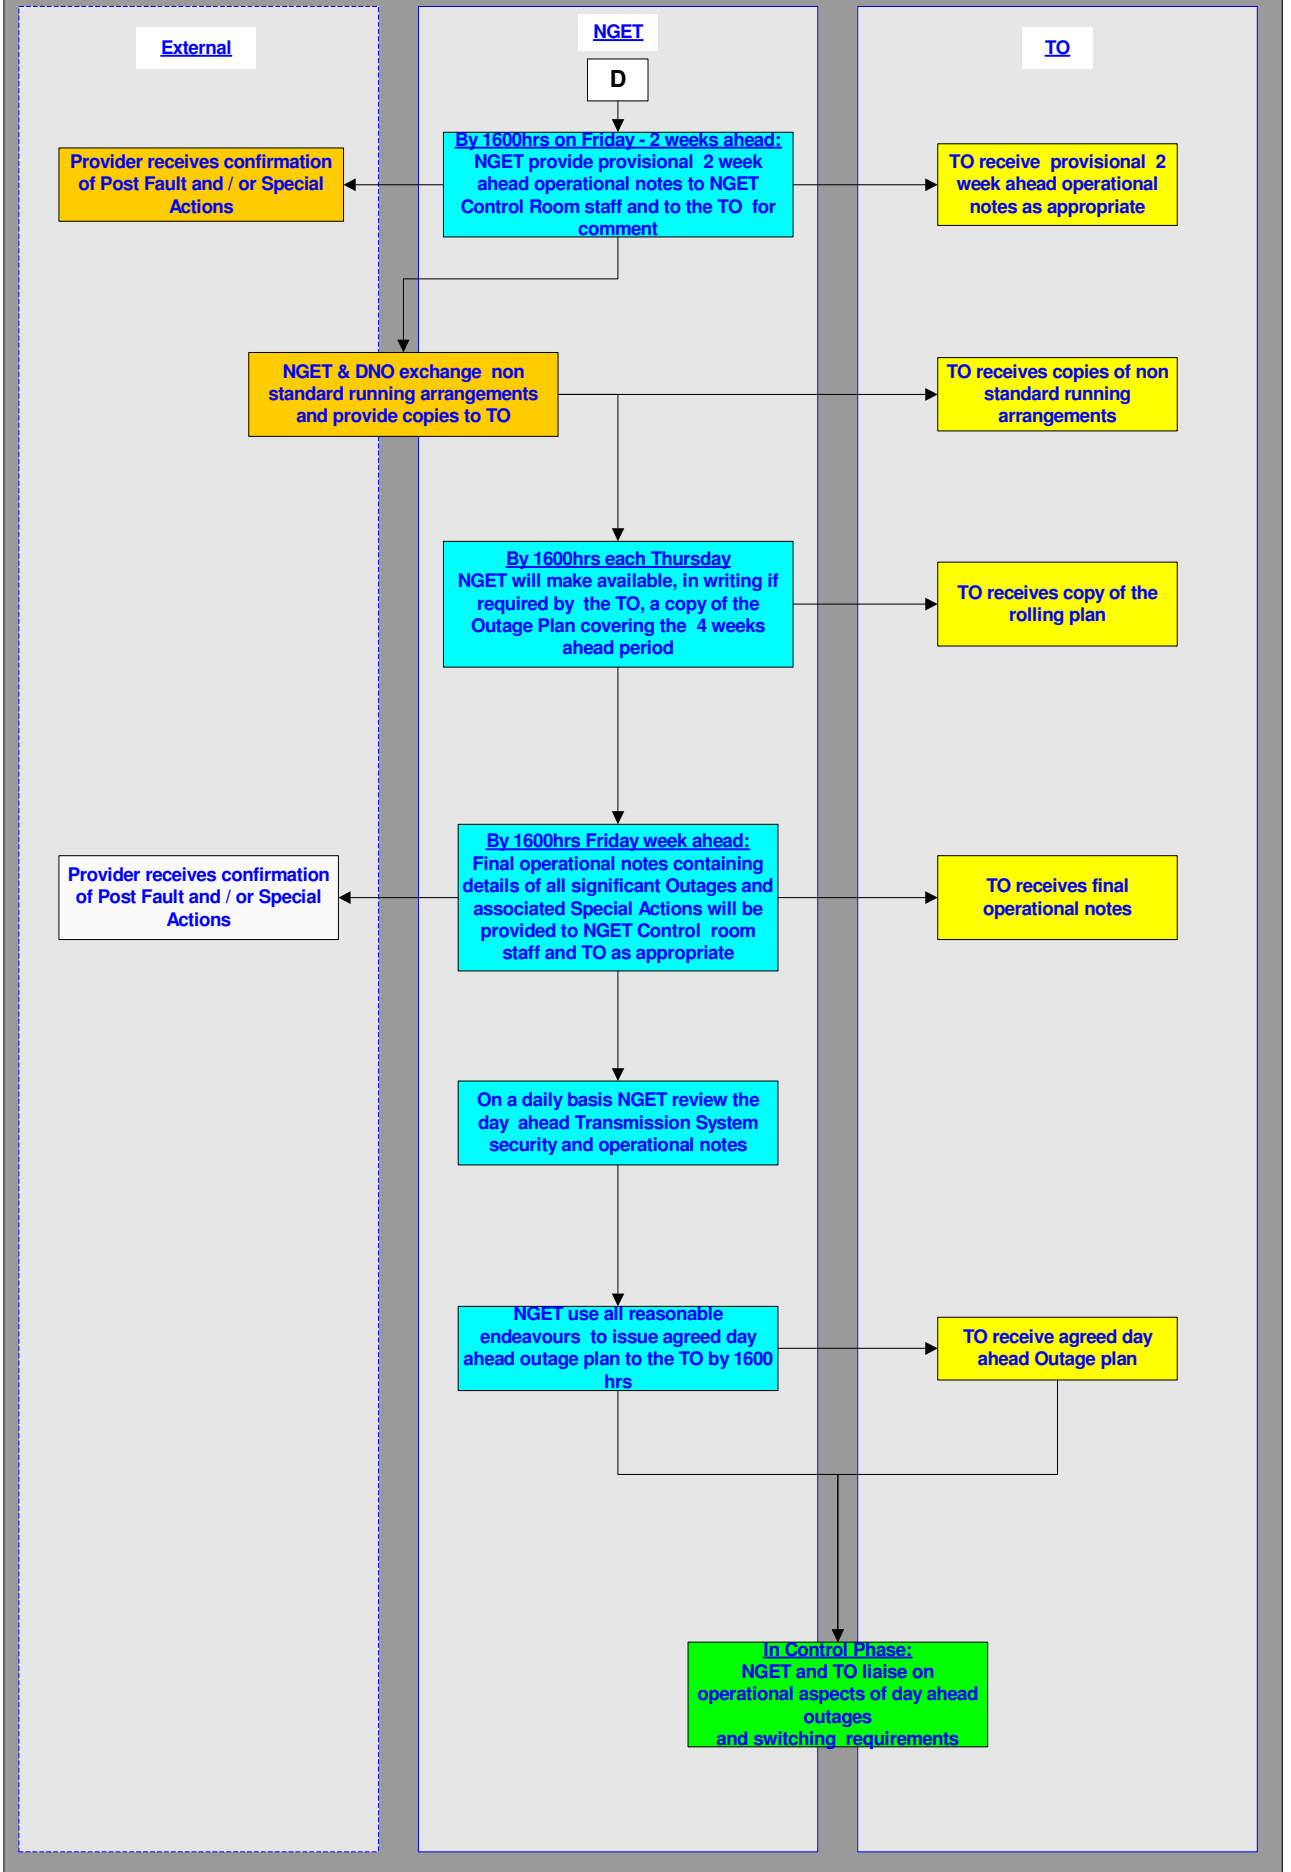 External
NGET
TO
D
By 1600hrs on Friday - 2 weeks ahead:
NGET provide provisional 2 week
ahead operational notes to NGET
Control Room staff and to the TO for
comment
Provider receives confirmation
of Post Fault and / or Special
Actions
TO receive provisional 2
week ahead operational
notes as appropriate
NGET & DNO exchange non
standard running arrangements
and provide copies to TO
TO receives copies of non
standard running
arrangements
By 1600hrs each Thursday
NGET will make available, in writing if
required by the TO, a copy of the
Outage Plan covering the 4 weeks
ahead period
TO receives copy of the
rolling plan
By 1600hrs Friday week ahead:
Final operational notes containing
details of all significant Outages and
associated Special Actions will be
provided to NGET Control room
staff and TO as appropriate
Provider receives confirmation
of Post Fault and / or Special
Actions
TO receives final
operational notes
On a daily basis NGET review the
day ahead Transmission System
security and operational notes
NGET use all reasonable
endeavours to issue agreed day
ahead outage plan to the TO by 1600
hrs
TO receive agreed day
ahead Outage plan
In Control Phase:
NGET and TO liaise on
operational aspects of day ahead
outages
and switching requirements